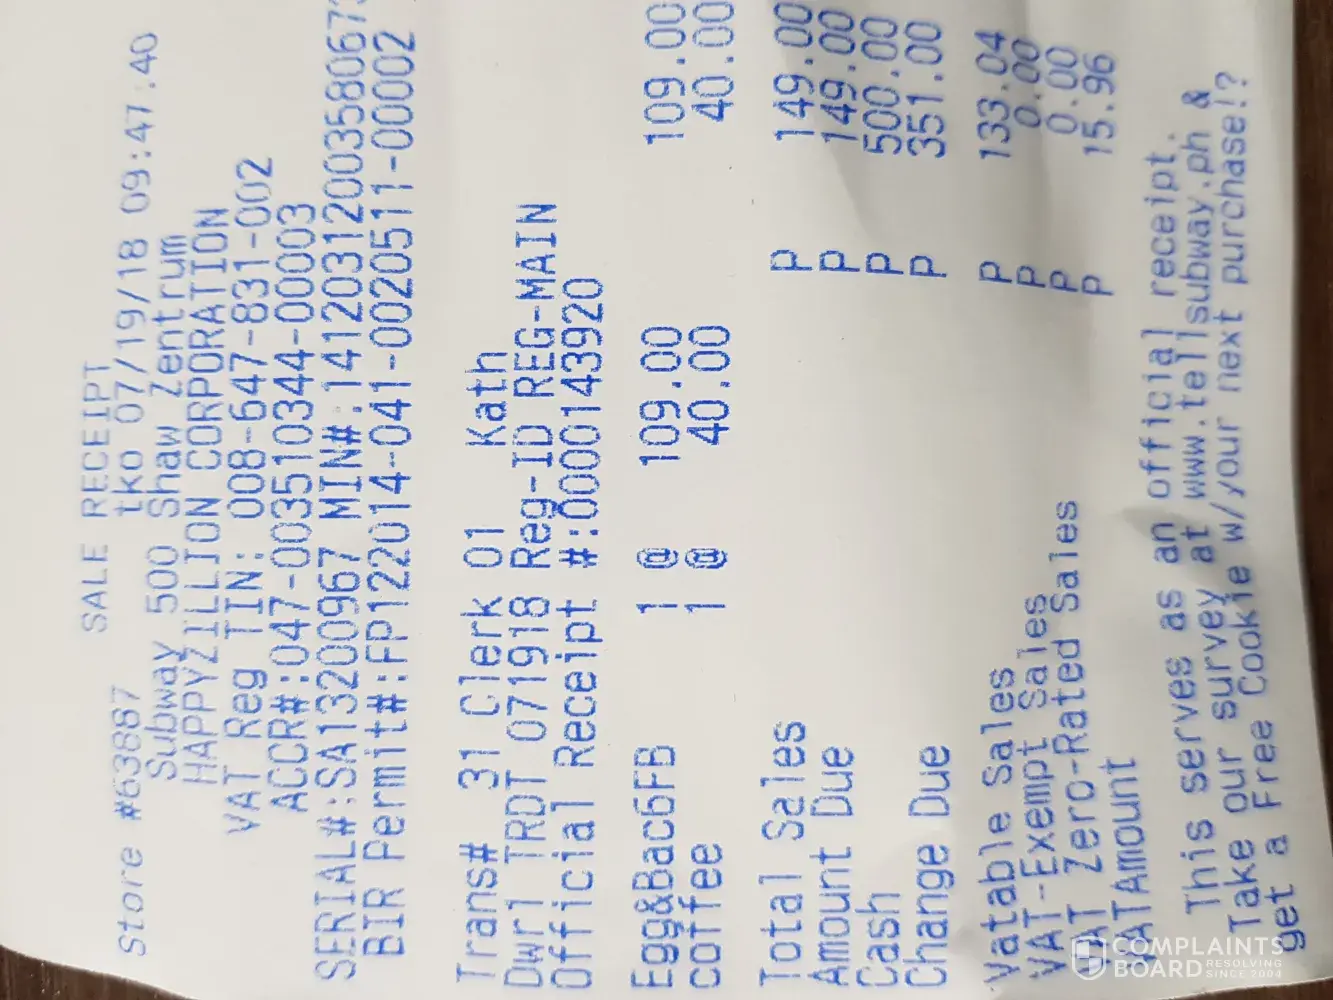 SALE RECEIPT
Store #63887 tko 07/19/18 09:47:40
Subway 500 Shaw Zentrum
HAPPYZILLION CORPORATION
VAT Reg TIN: 008-647-831-002
ACCR#:047-003510344-00003
SERIAL#:SA13200967 MIN#:14120312003580673
BIR Permit#:FP122014-041-0020511-00002
Trans# 31 Clerk 01 Kath
Dwr1 TRDT 071918 Reg-ID REG-MAIN
Official Receipt #:0000143920
Egg&Bac6FB 1 @ 109.00 109.00
coffee 1 @ 40.00 40.00
Total Sales P 149.00
Amount Due P 149.00
Cash P 500.00
Change Due P 351.00
Vatable Sales P 133.04
VAT-Exempt Sales P 0.00
VAT Zero-Rated Sales P 0.00
VATAmount P 15.96
This serves as an official receipt.
Take our survey at www.tellsubway.ph &
get a Free Cookie w/your next purchase!?
COMPLAINTS
BOARD RESOLVING SINCE 2004